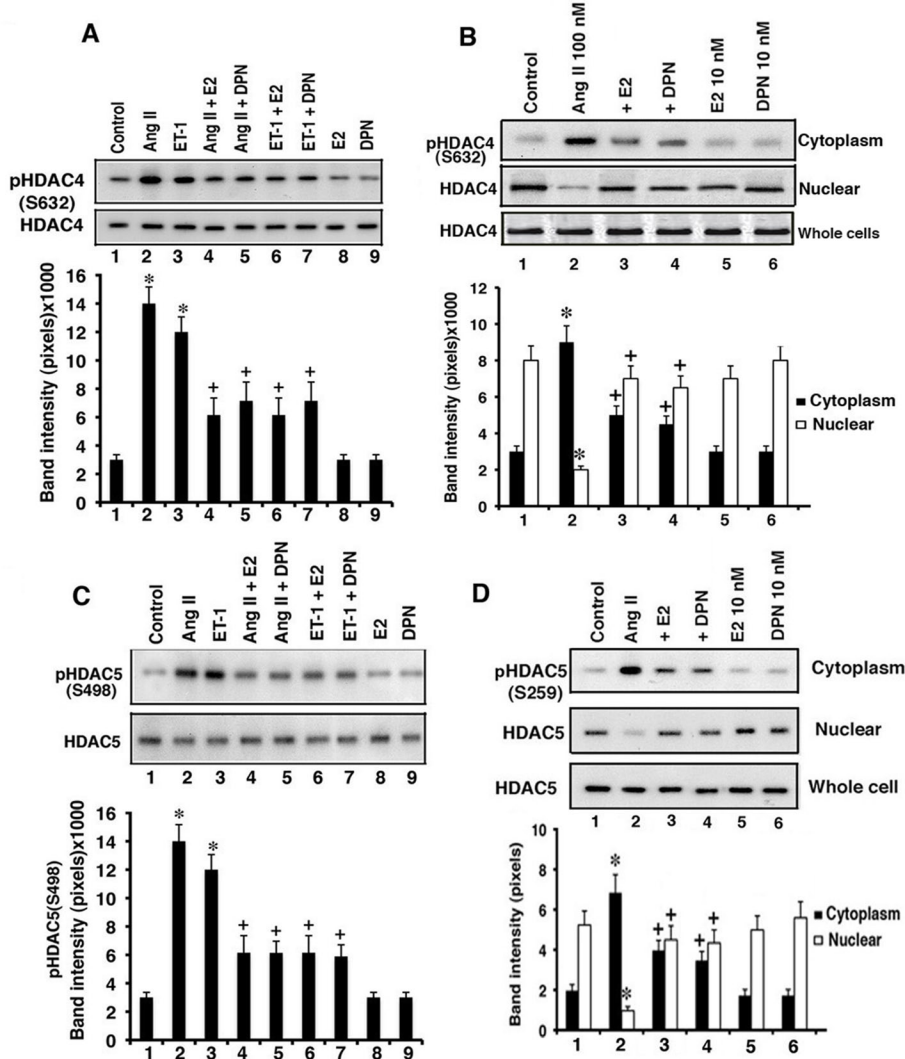 A
Control
Ang II
ET-1
Ang II + E2
Ang II + DPN
ET-1 + E2
ET-1 + DPN
E2
DPN
pHDAC4
(S632)
HDAC4
1 2 3 4 5 6 7 8 9
Band intensity (pixels)x1000
16
14
12
10
8
6
4
2
0
* * + + + +
1 2 3 4 5 6 7 8 9
B
Control
Ang II 100 nM
+ E2
+ DPN
E2 10 nM
DPN 10 nM
pHDAC4
(S632)
Cytoplasm
HDAC4 Nuclear
HDAC4 Whole cells
1 2 3 4 5 6
Band intensity (pixels)x1000
12
10
8
6
4
2
0
* * + + + +
Cytoplasm
Nuclear
1 2 3 4 5 6
C
Control
Ang II
ET-1
Ang II + E2
Ang II + DPN
ET-1 + E2
ET-1 + DPN
E2
DPN
pHDAC5
(S498)
HDAC5
1 2 3 4 5 6 7 8 9
pHDAC5(S498)
Band intensity (pixels)x1000
16
14
12
10
8
6
4
2
0
* * + + + +
1 2 3 4 5 6 7 8 9
D
Control
Ang II
+ E2
+ DPN
E2 10 nM
DPN 10 nM
pHDAC5
(S259)
Cytoplasm
HDAC5 Nuclear
HDAC5 Whole cell
1 2 3 4 5 6
Band intensity (pixels)
10
8
6
4
2
0
* * + + + +
Cytoplasm
Nuclear
1 2 3 4 5 6